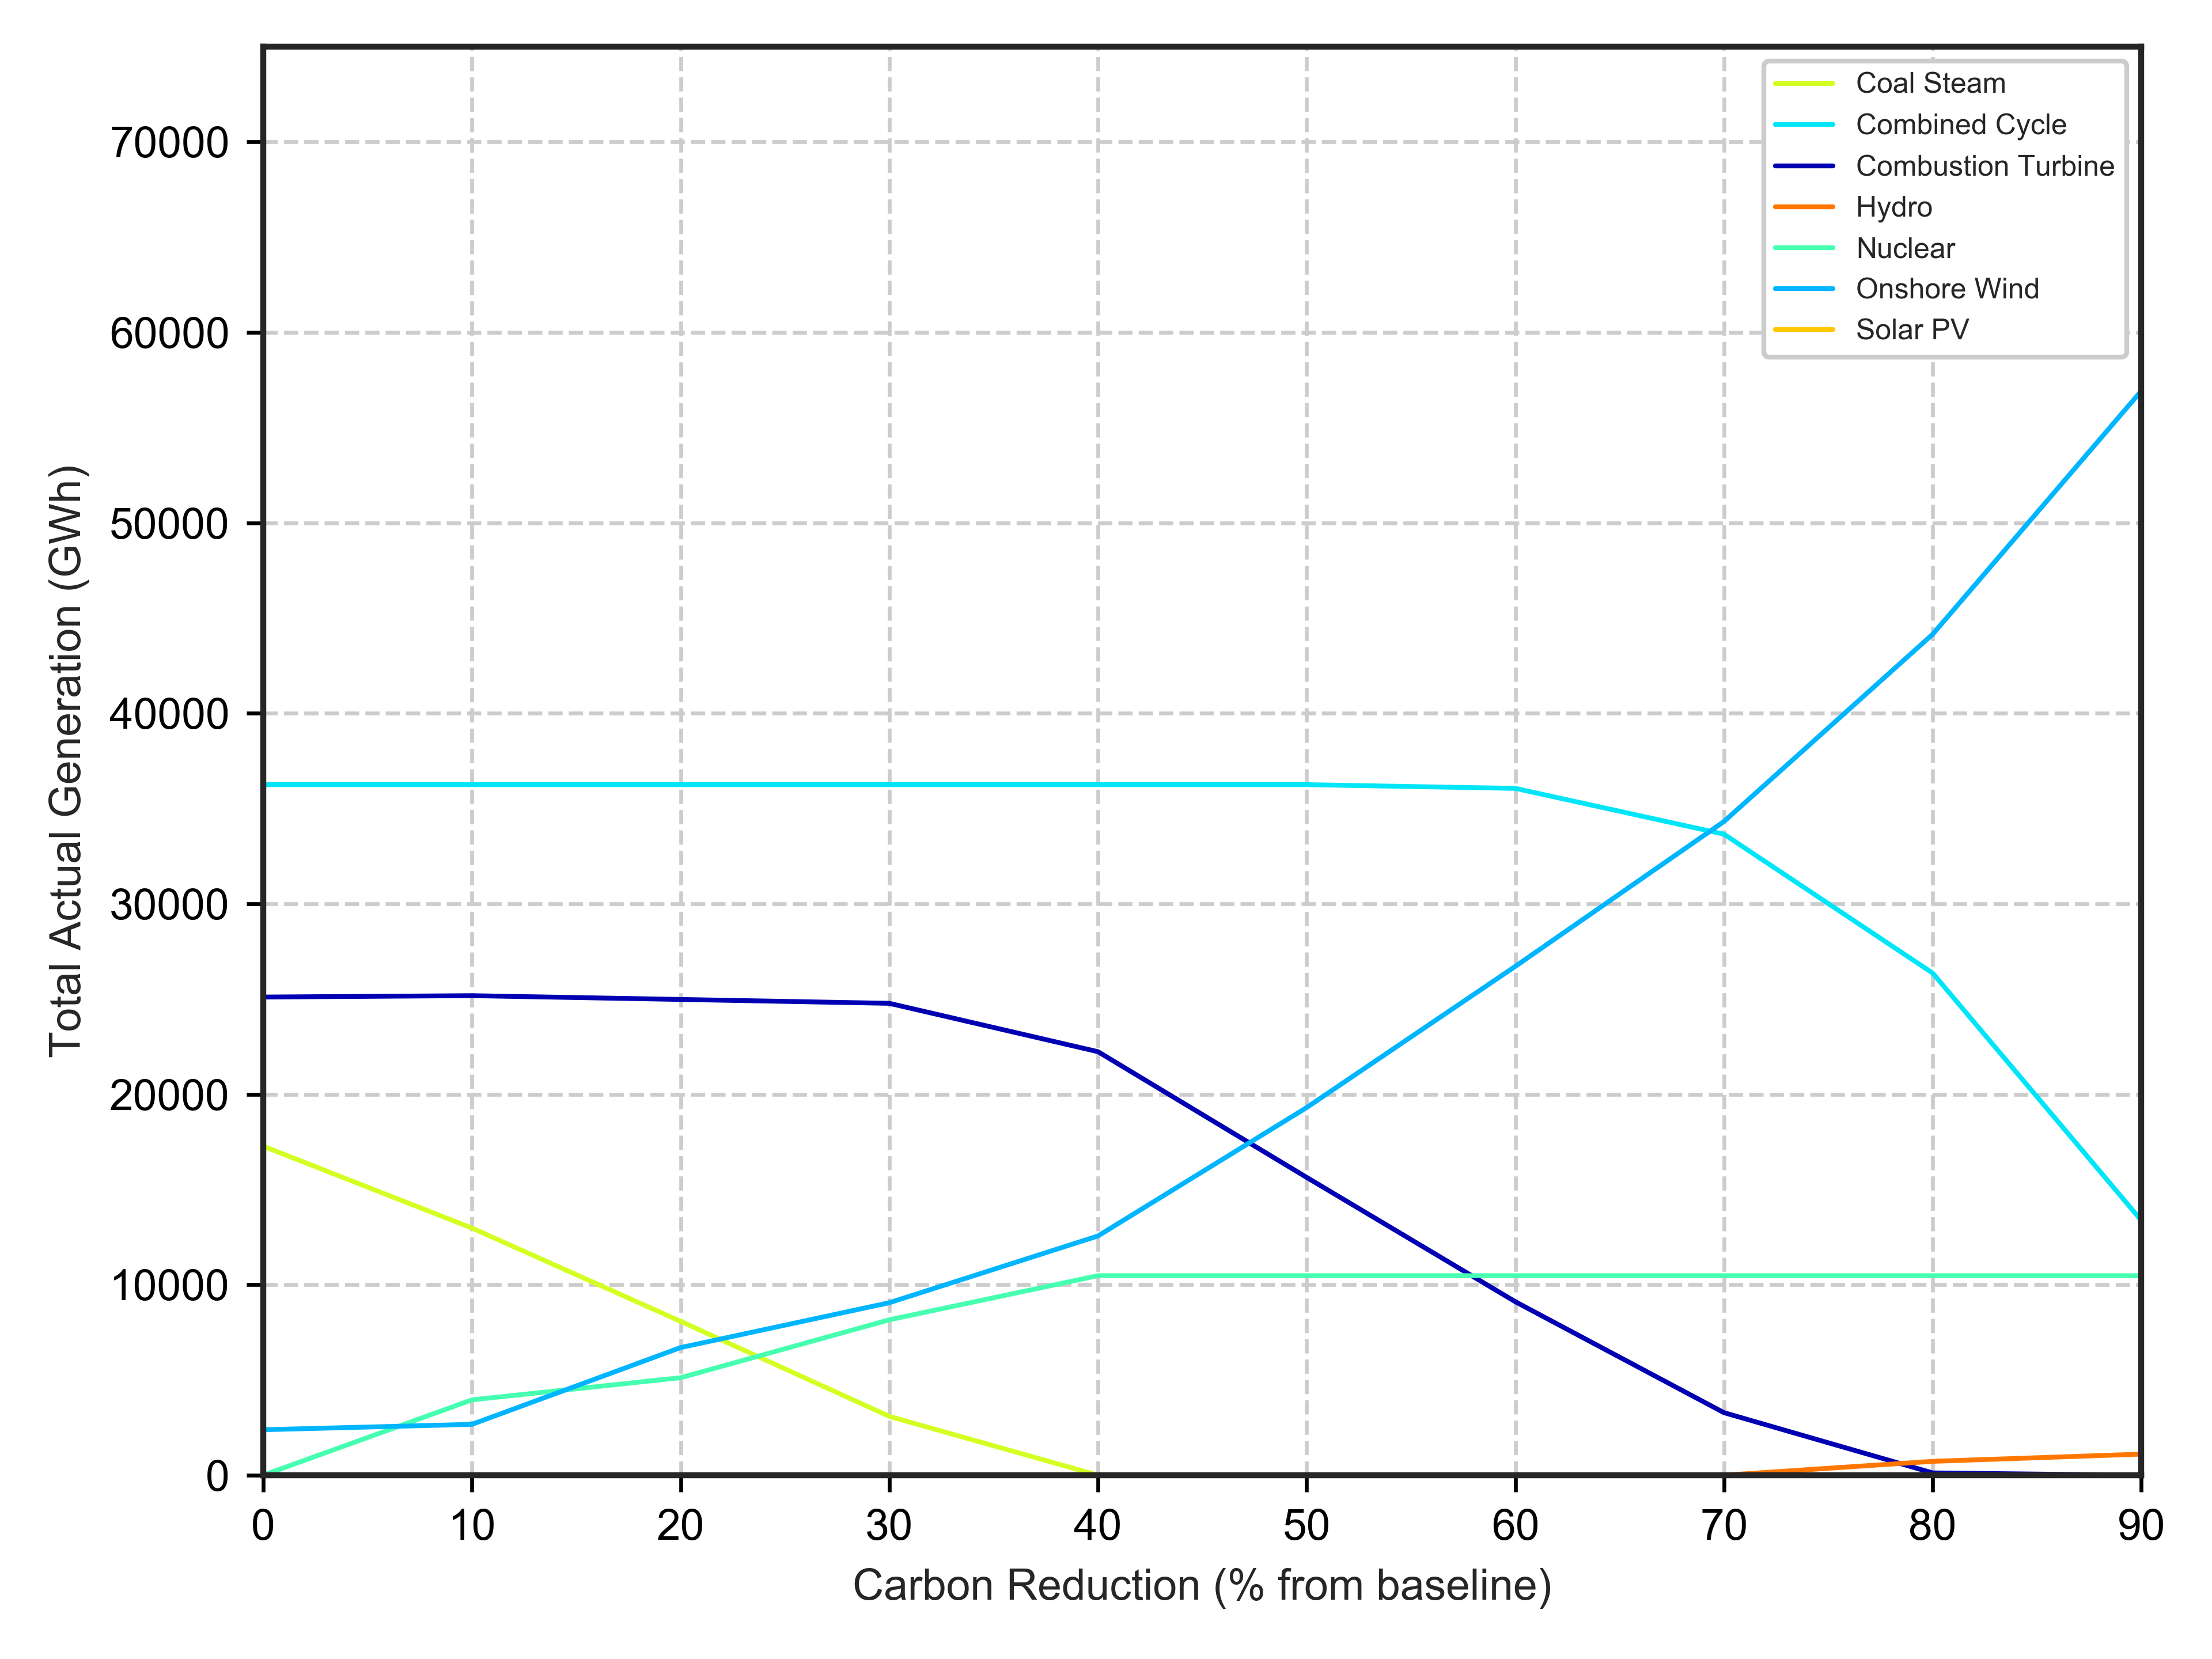 Coal Steam
Combined Cycle
Combustion Turbine
Hydro
Nuclear
Onshore Wind
Solar PV
70000
60000
50000
40000
30000
20000
10000
0
Total Actual Generation (GWh)
0 10 20 30 40 50 60 70 80 90
Carbon Reduction (% from baseline)